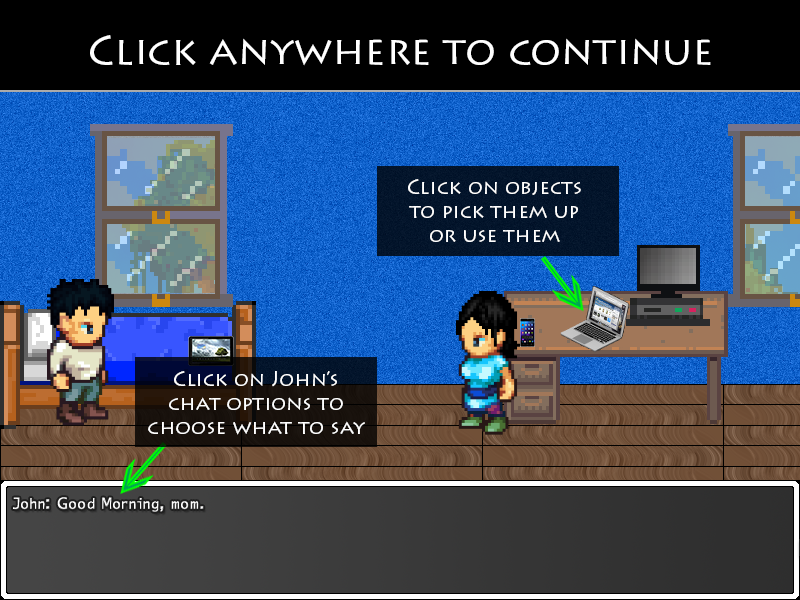 Click anywhere to continue
Click on objects
to pick them up
or use them
Click on John's
chat options to
choose what to say
John: Good Morning, mom.